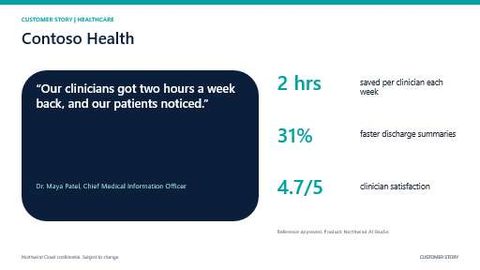 CUSTOMER STORY | HEALTHCARE
Contoso Health
“Our clinicians got two hours a week
back, and our patients noticed.”
Dr. Maya Patel, Chief Medical Information Officer
2 hrs
saved per clinician each
week
31%
faster discharge summaries
4.7/5
clinician satisfaction
Reference approved. Product: Northwind AI Studio
Northwind Cloud confidential. Subject to change.
CUSTOMER STORY